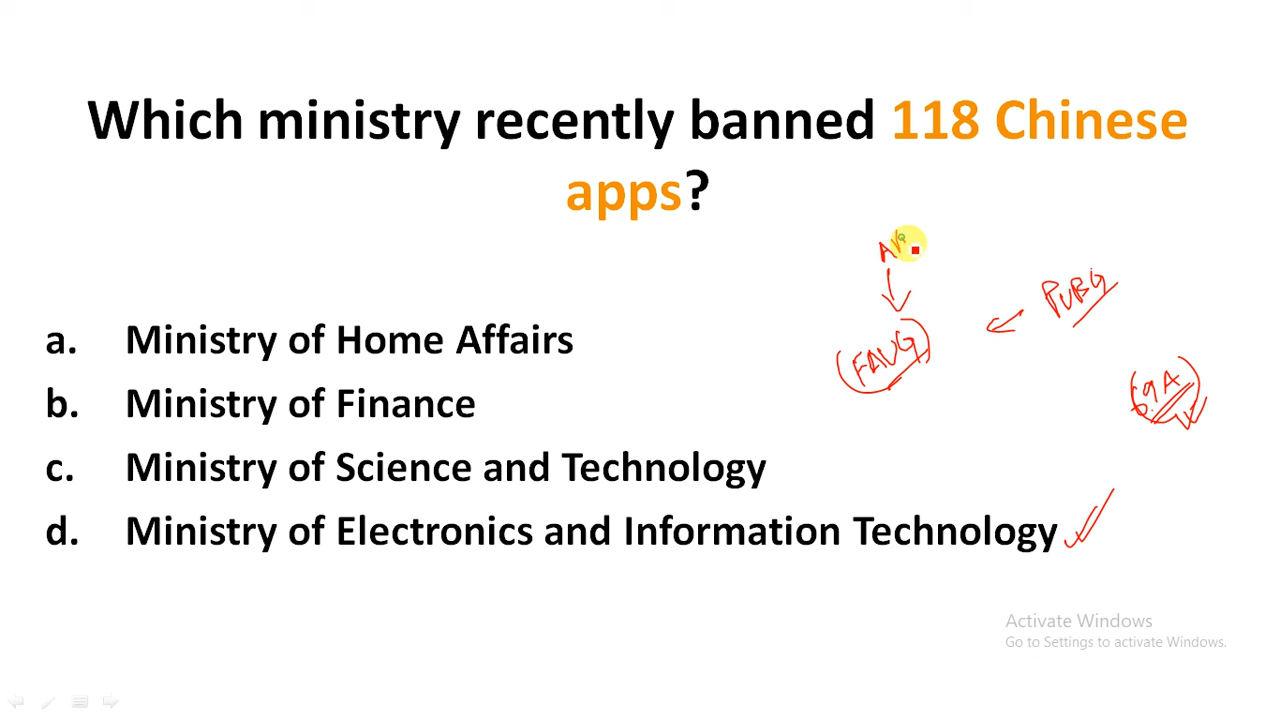 Which ministry recently banned 118 Chinese
apps?
A
PUBG
(FAUG)
69A
a. Ministry of Home Affairs
b. Ministry of Finance
c. Ministry of Science and Technology
d. Ministry of Electronics and Information Technology
Activate Windows
Go to Settings to activate Windows.